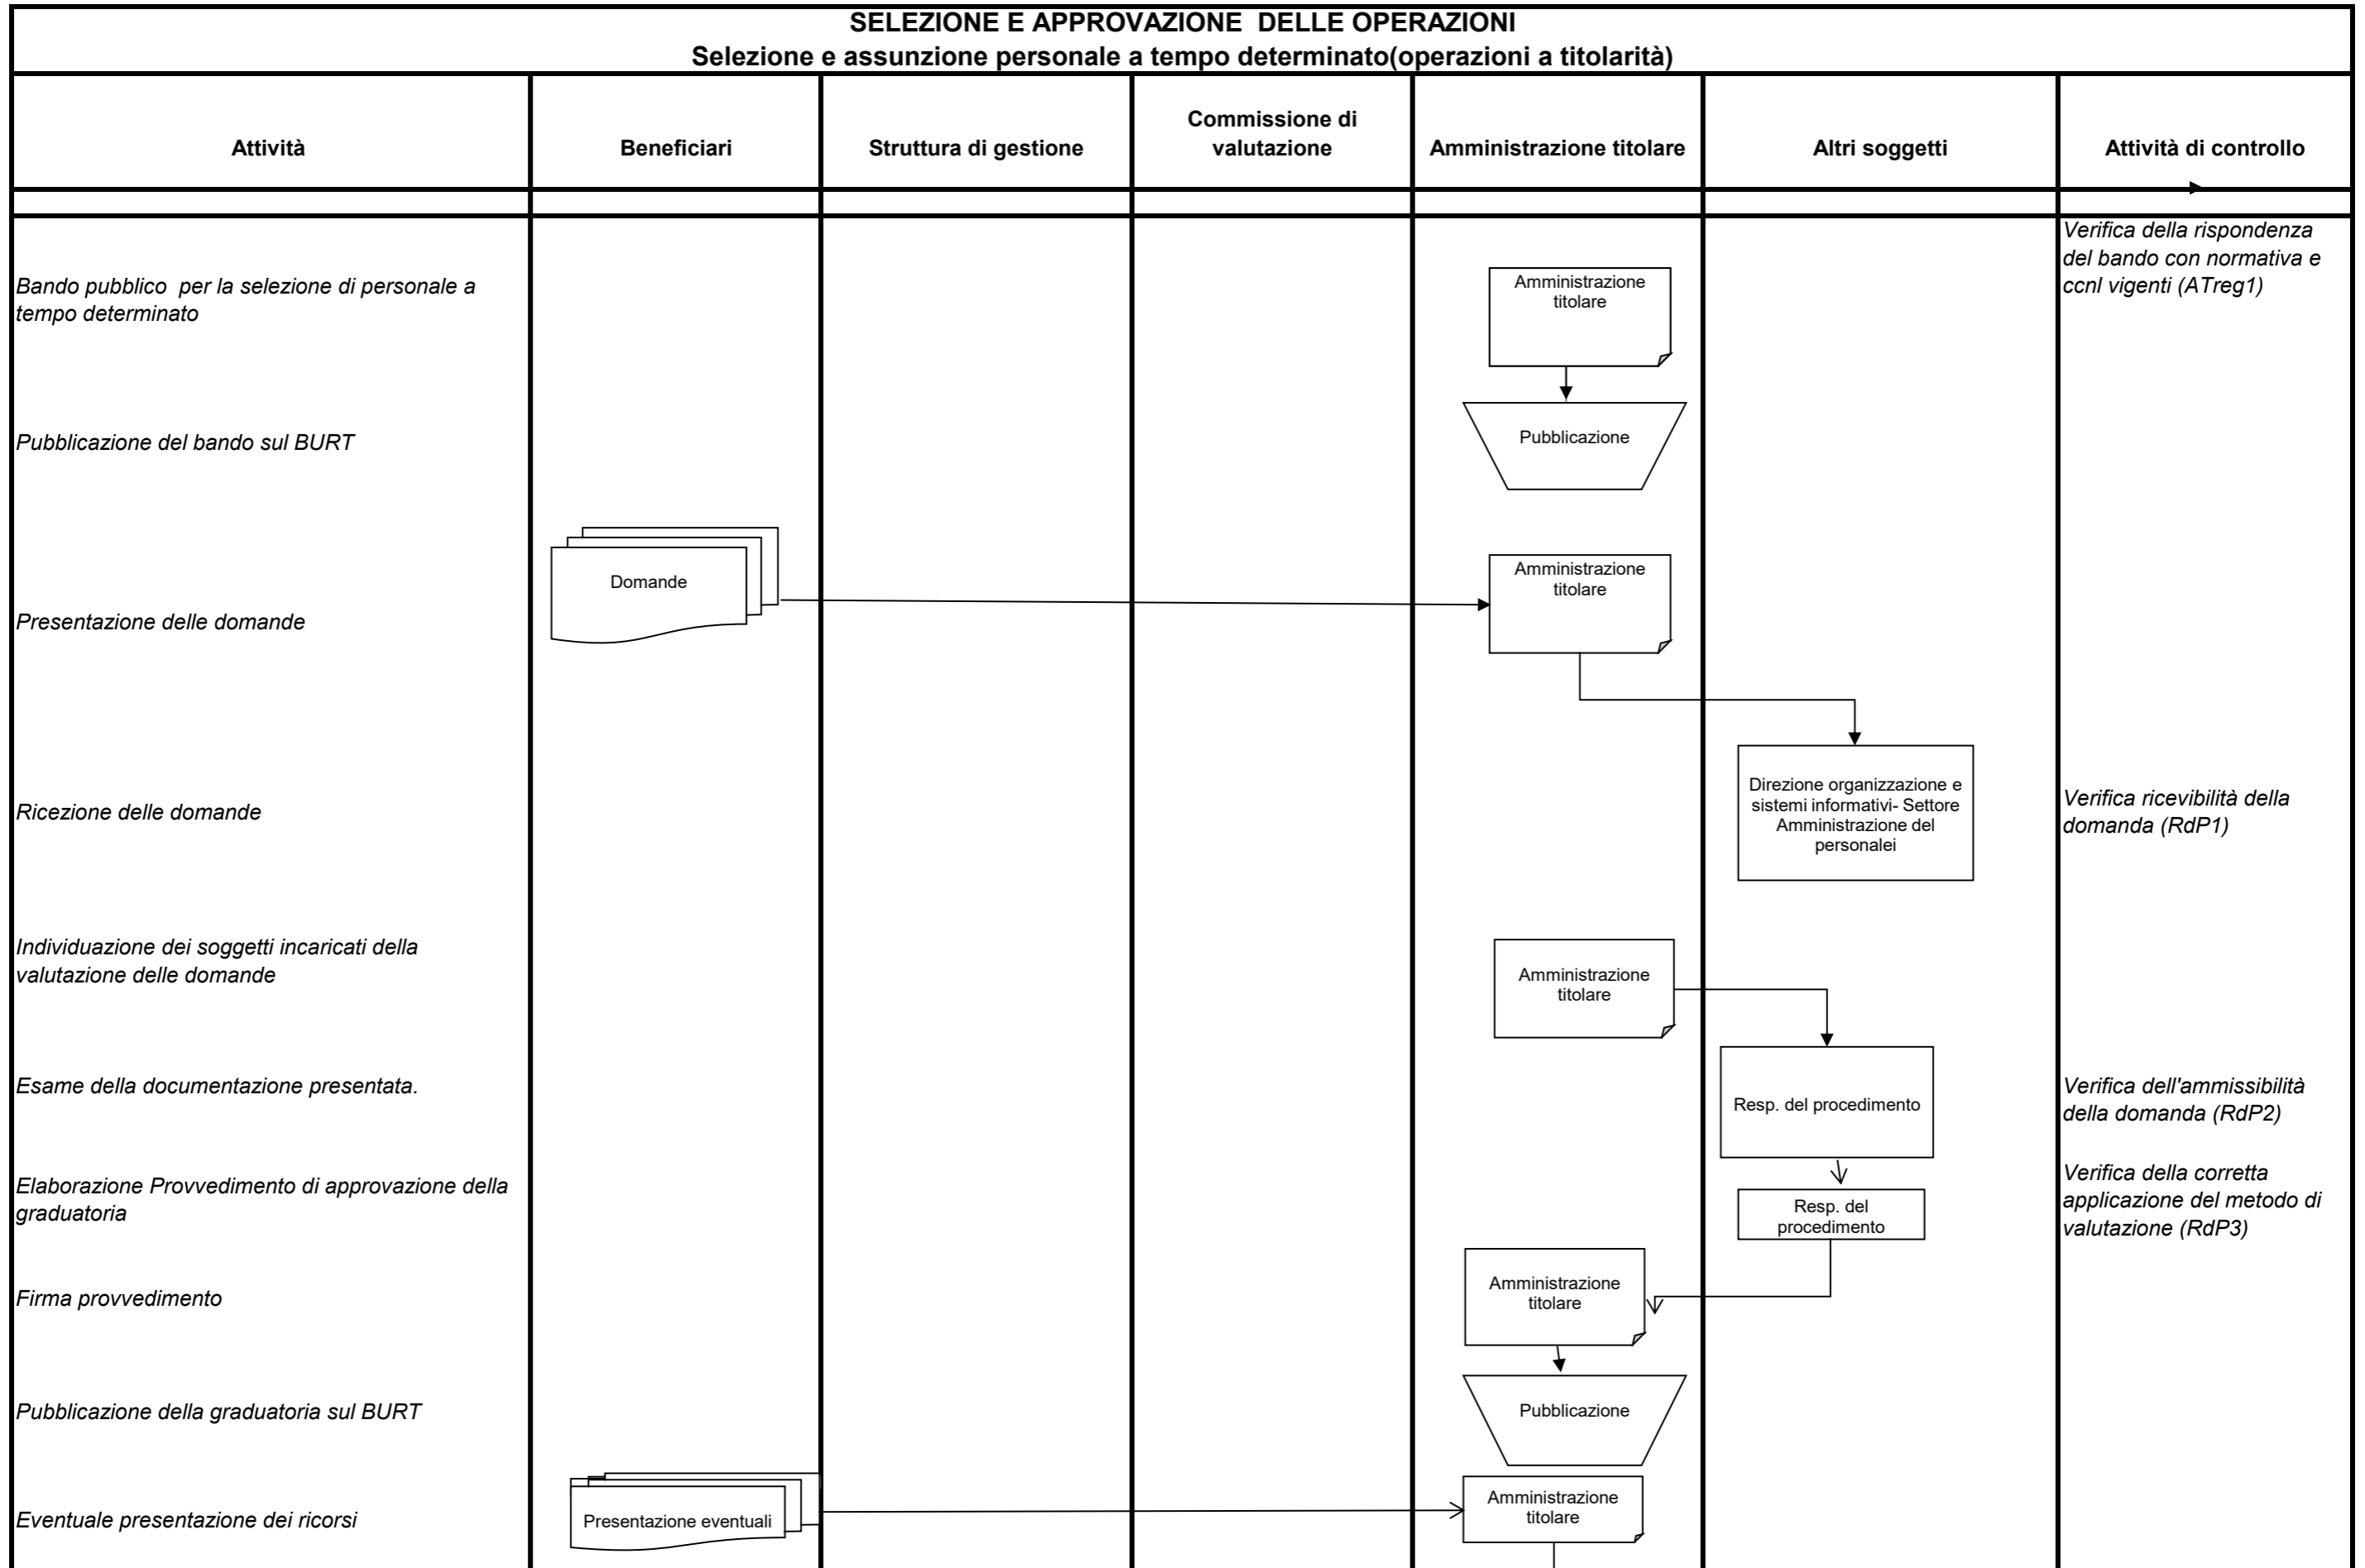 SELEZIONE E APPROVAZIONE  DELLE OPERAZIONI
Selezione e assunzione personale a tempo determinato(operazioni a titolarità)
Attività
Beneficiari
Struttura di gestione
Commissione di
valutazione
Amministrazione titolare
Altri soggetti
Attività di controllo
Bando pubblico  per la selezione di personale a
tempo determinato
Amministrazione
titolare
Verifica della rispondenza
del bando con normativa e
ccnl vigenti (ATreg1)
Pubblicazione del bando sul BURT
Pubblicazione
Presentazione delle domande
Domande
Amministrazione
titolare
Ricezione delle domande
Direzione organizzazione e
sistemi informativi- Settore
Amministrazione del
personalei
Verifica ricevibilità della
domanda (RdP1)
Individuazione dei soggetti incaricati della
valutazione delle domande
Amministrazione
titolare
Esame della documentazione presentata.
Resp. del procedimento
Verifica dell'ammissibilità
della domanda (RdP2)
Elaborazione Provvedimento di approvazione della
graduatoria
Resp. del
procedimento
Verifica della corretta
applicazione del metodo di
valutazione (RdP3)
Firma provvedimento
Amministrazione
titolare
Pubblicazione della graduatoria sul BURT
Pubblicazione
Eventuale presentazione dei ricorsi
Presentazione eventuali
Amministrazione
titolare